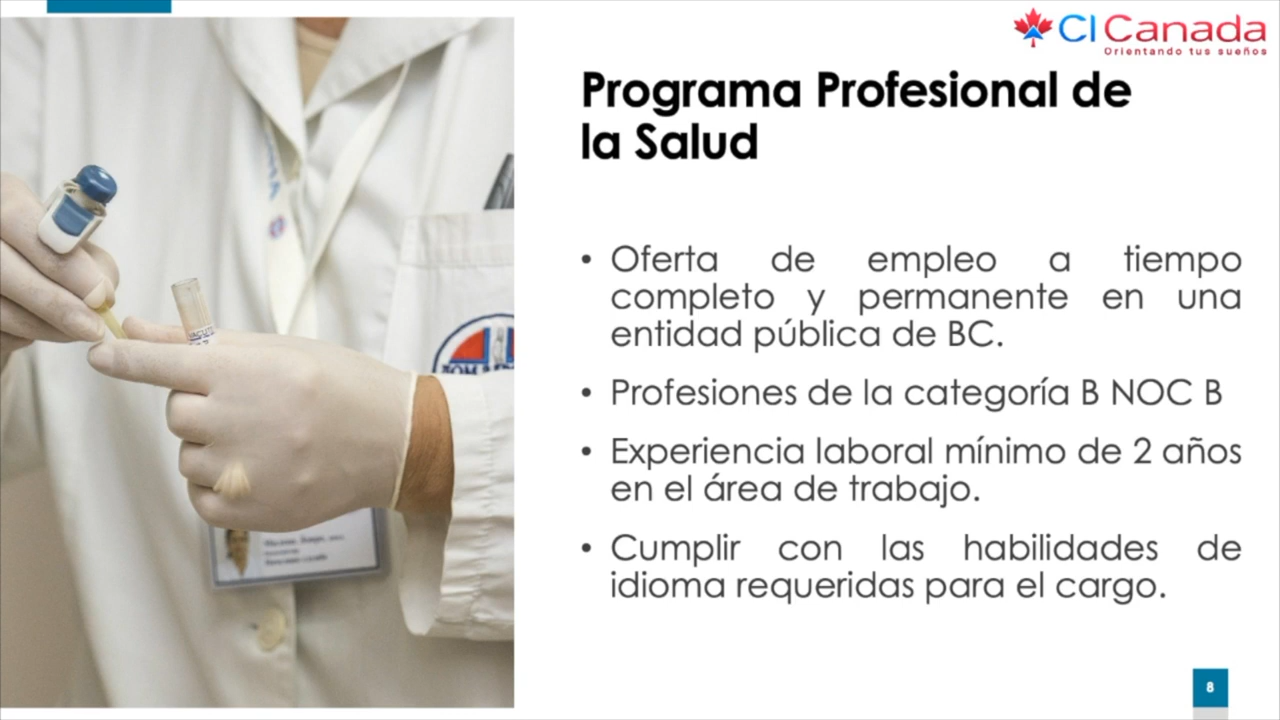 CI Canada
Orientando tus sueños
Programa Profesional de
la Salud
• Oferta de empleo a tiempo
completo y permanente en una
entidad pública de BC.
• Profesiones de la categoría B NOC B
• Experiencia laboral mínimo de 2 años
en el área de trabajo.
• Cumplir con las habilidades de
idioma requeridas para el cargo.
8